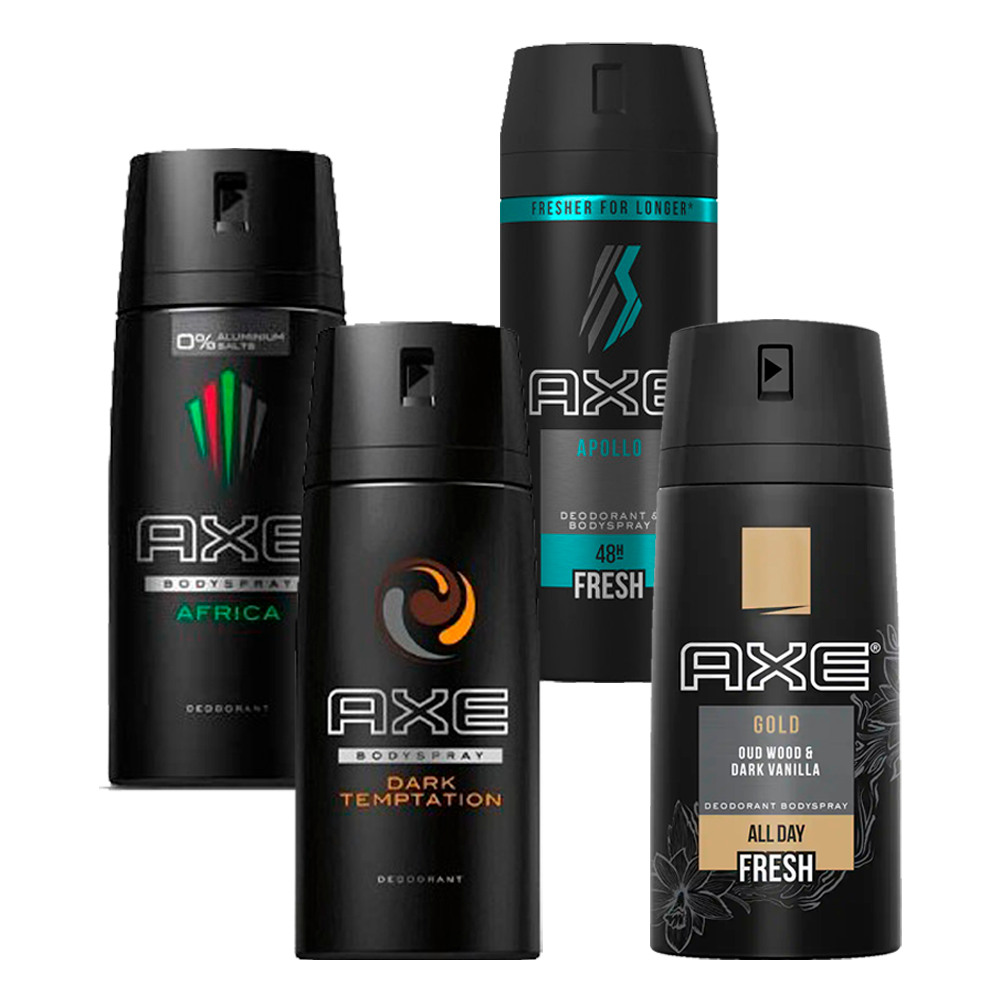 0% ALUMINIUM
SALTS
AXE
BODYSPRAY
AFRICA
DEODORANT
AXE
BODYSPRAY
DARK
TEMPTATION
DEODORANT
FRESHER FOR LONGER*
AXE
APOLLO
DEODORANT &
BODYSPRAY
48H
FRESH
AXE®
GOLD
OUD WOOD &
DARK VANILLA
DEODORANT BODYSPRAY
ALL DAY
FRESH